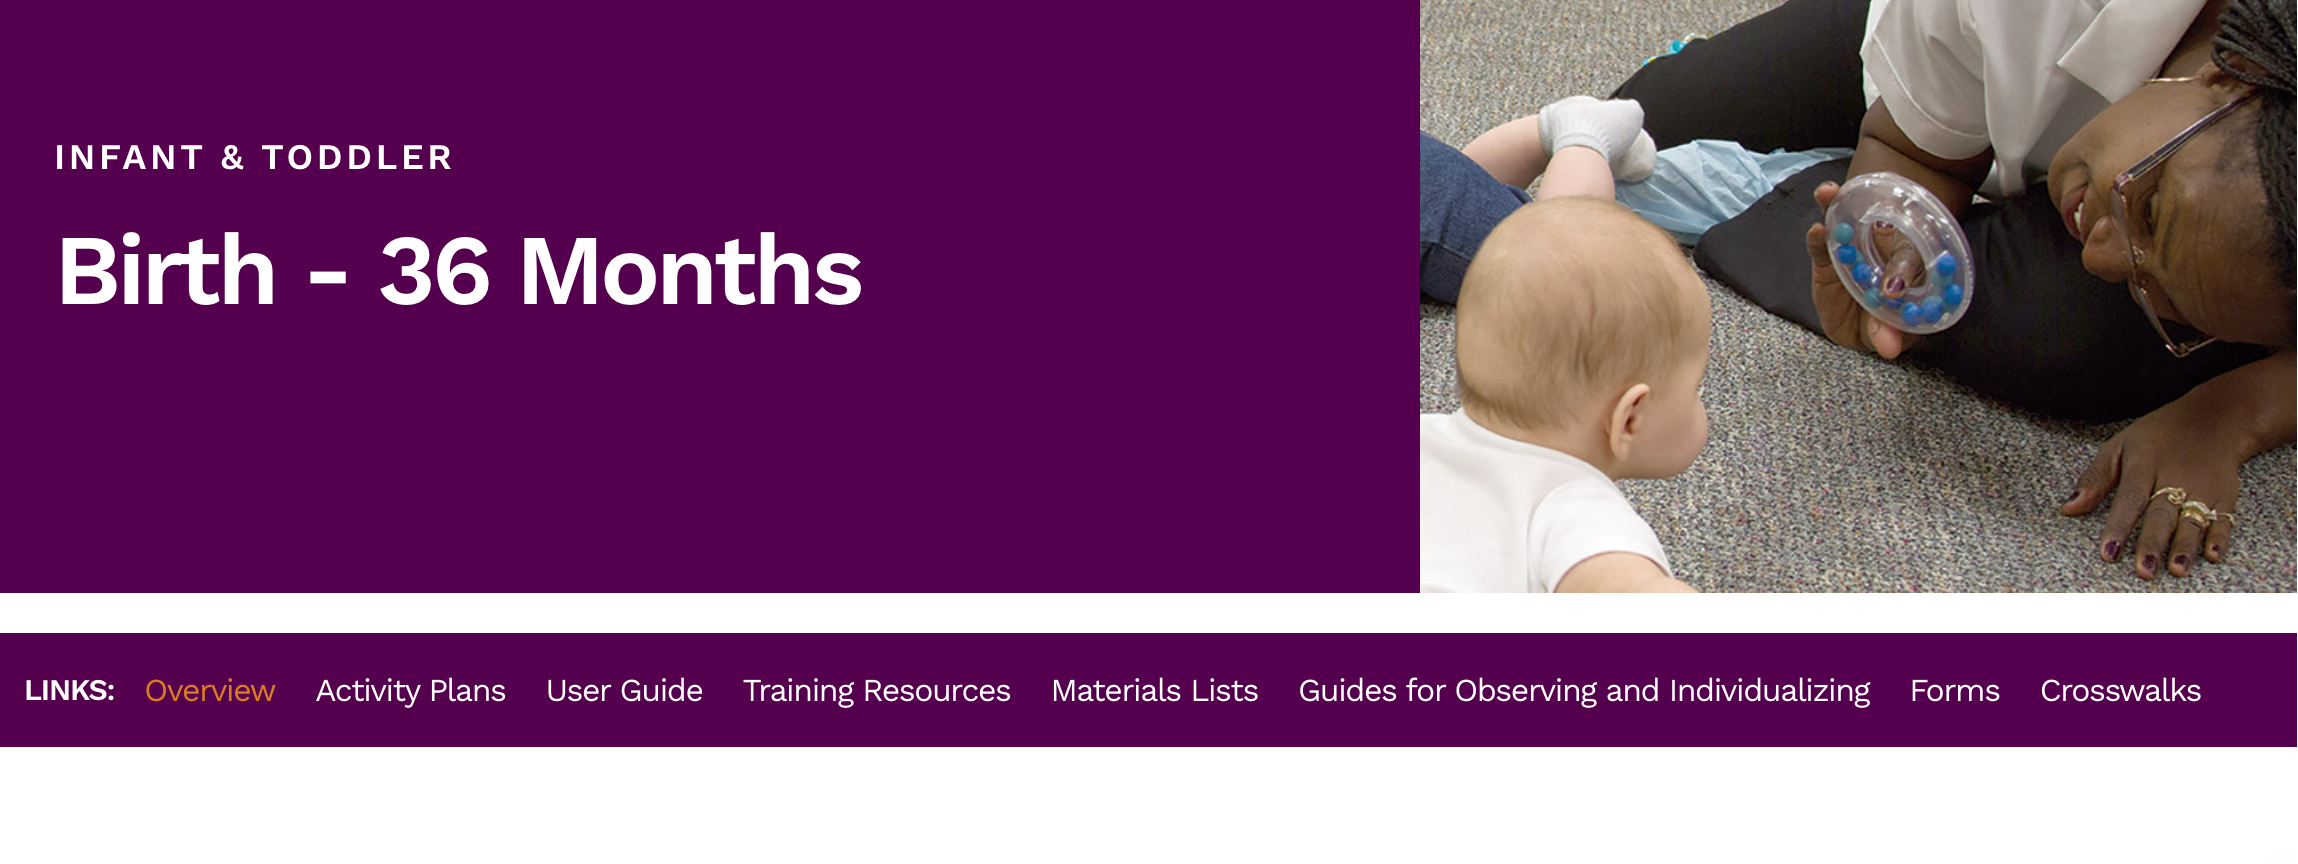 INFANT & TODDLER
Birth - 36 Months
LINKS: Overview Activity Plans User Guide Training Resources Materials Lists Guides for Observing and Individualizing Forms Crosswalks